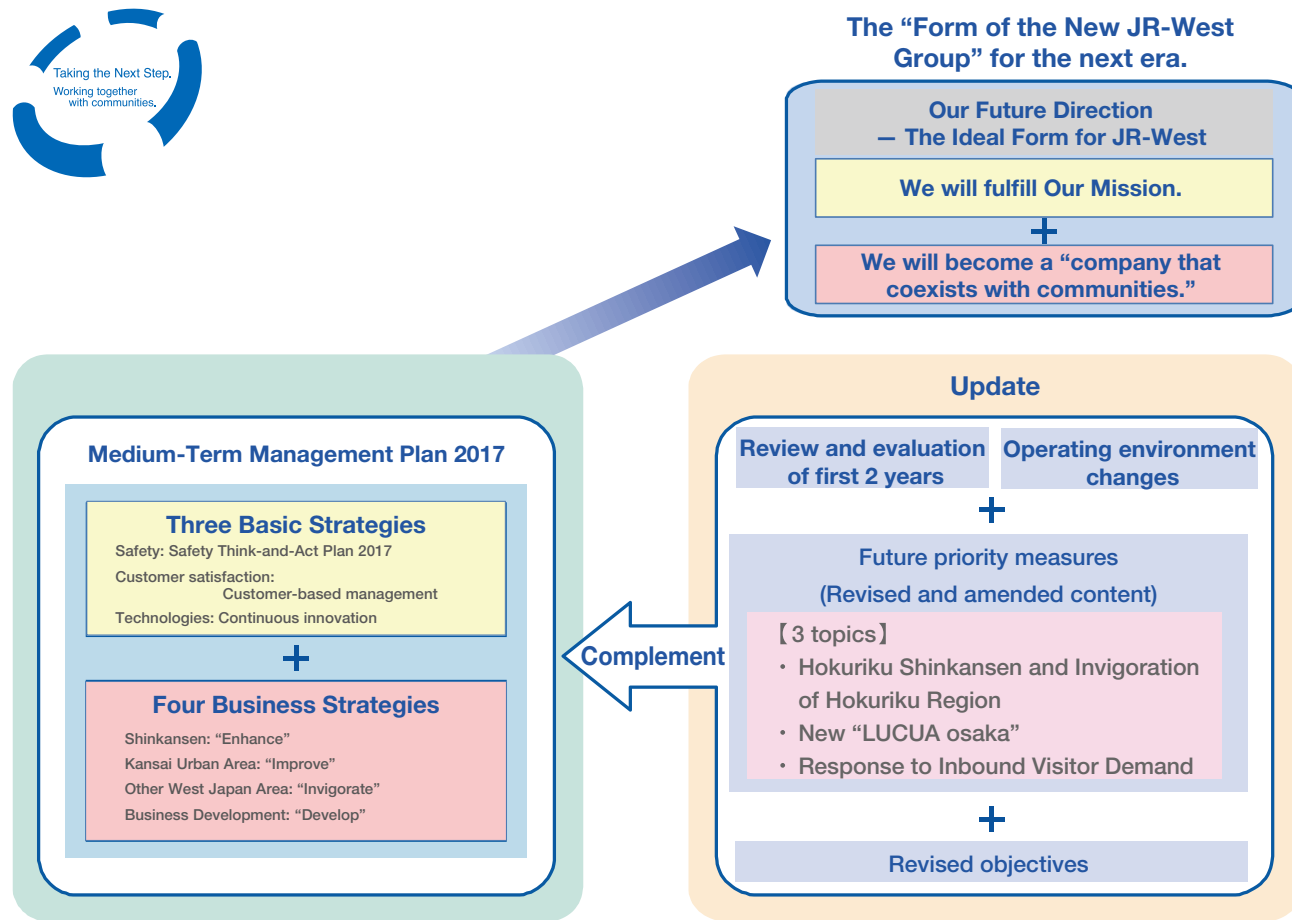 Taking the Next Step.
Working together
with communities.
The “Form of the New JR-West
Group” for the next era.
Our Future Direction
— The Ideal Form for JR-West
We will fulfill Our Mission.
+
We will become a “company that
coexists with communities.”
Medium-Term Management Plan 2017
Three Basic Strategies
Safety: Safety Think-and-Act Plan 2017
Customer satisfaction:
Customer-based management
Technologies: Continuous innovation
+
Four Business Strategies
Shinkansen: “Enhance”
Kansai Urban Area: “Improve”
Other West Japan Area: “Invigorate”
Business Development: “Develop”
Complement
Update
Review and evaluation
of first 2 years
Operating environment
changes
+
Future priority measures
(Revised and amended content)
【3 topics】
・ Hokuriku Shinkansen and Invigoration
of Hokuriku Region
・ New “LUCUA osaka”
・ Response to Inbound Visitor Demand
+
Revised objectives